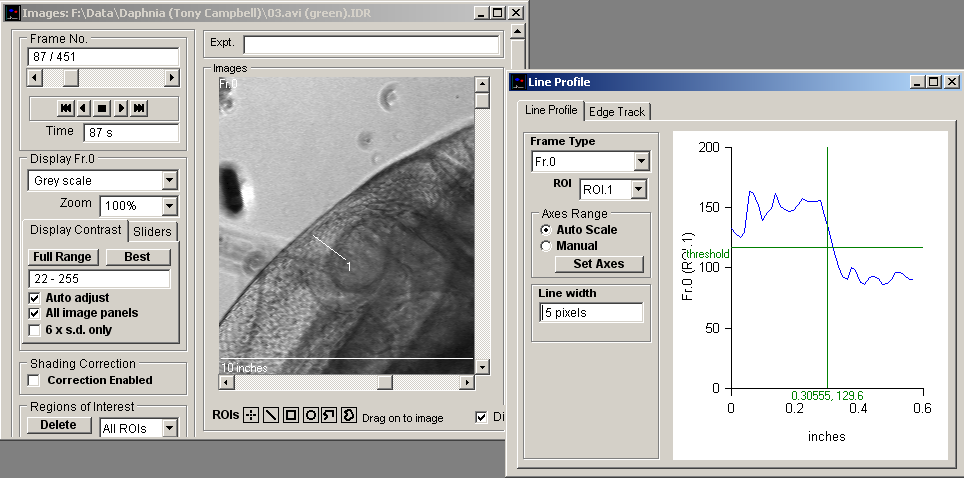 Images: F:\Data\Daphnia (Tony Campbell)\03.avi (green).IDR
Frame No.
87 / 451
Time 87 s
Display Fr.0
Grey scale
Zoom 100%
Display Contrast Sliders
Full Range Best
22 - 255
Auto adjust
All image panels
6 x s.d. only
Shading Correction
Correction Enabled
Regions of Interest
Delete All ROIs
Expt.
Images
Fr.0
1
10 inches
ROIs Drag on to image Di
Line Profile
Line Profile Edge Track
Frame Type
Fr.0
ROI ROI.1
Axes Range
Auto Scale
Manual
Set Axes
Line width
5 pixels
200
150
100
50
0
threshold
0.30555, 129.6
0 0.2 0.4 0.6
inches